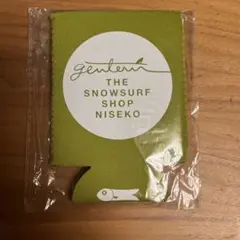 gentem
THE
SNOWSURF
SHOP
NISEKO